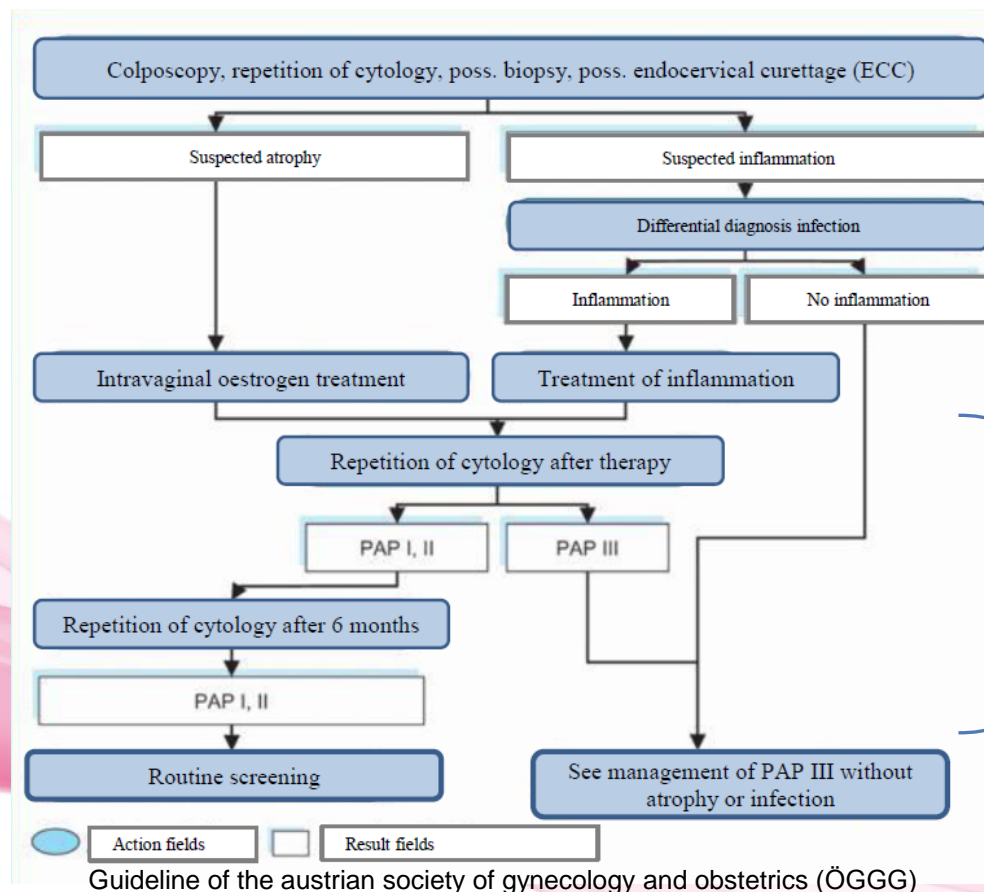 Colposcopy, repetition of cytology, poss. biopsy, poss. endocervical curettage (ECC)
Suspected atrophy
Suspected inflammation
Differential diagnosis infection
Inflammation
No inflammation
Intravaginal oestrogen treatment
Treatment of inflammation
Repetition of cytology after therapy
PAP I, II
PAP III
Repetition of cytology after 6 months
PAP I, II
Routine screening
See management of PAP III without
atrophy or infection
Action fields
Result fields
Guideline of the austrian society of gynecology and obstetrics (ÖGGG)